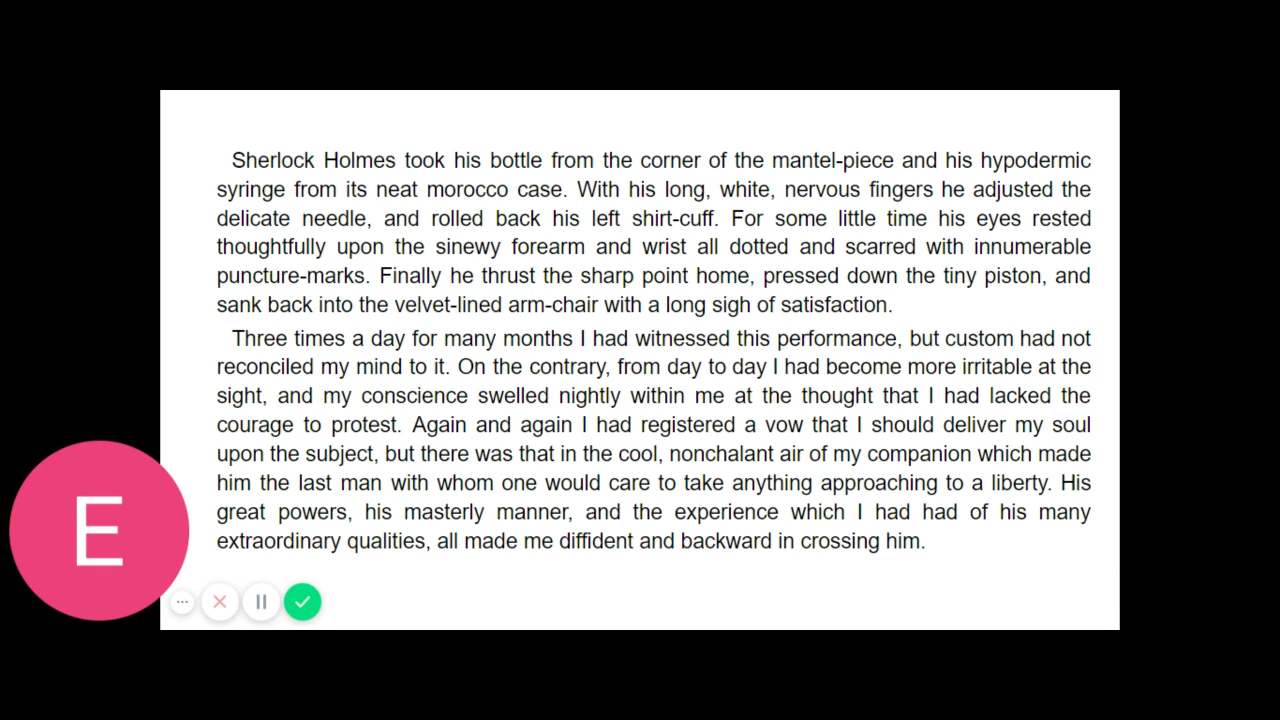 Sherlock Holmes took his bottle from the corner of the mantel-piece and his hypodermic
syringe from its neat morocco case. With his long, white, nervous fingers he adjusted the
delicate needle, and rolled back his left shirt-cuff. For some little time his eyes rested
thoughtfully upon the sinewy forearm and wrist all dotted and scarred with innumerable
puncture-marks. Finally he thrust the sharp point home, pressed down the tiny piston, and
sank back into the velvet-lined arm-chair with a long sigh of satisfaction.
Three times a day for many months I had witnessed this performance, but custom had not
reconciled my mind to it. On the contrary, from day to day I had become more irritable at the
sight, and my conscience swelled nightly within me at the thought that I had lacked the
courage to protest. Again and again I had registered a vow that I should deliver my soul
upon the subject, but there was that in the cool, nonchalant air of my companion which made
him the last man with whom one would care to take anything approaching to a liberty. His
great powers, his masterly manner, and the experience which I had had of his many
extraordinary qualities, all made me diffident and backward in crossing him.
E